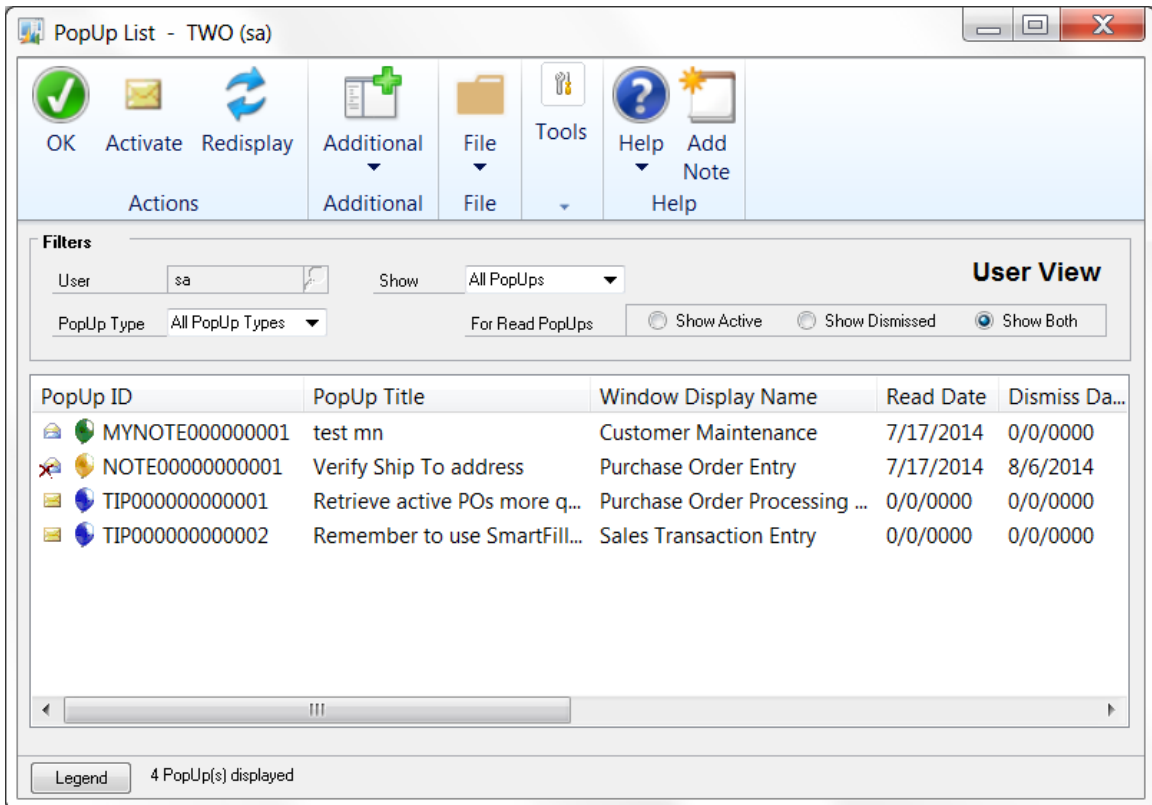 PopUp List - TWO (sa)
OK Activate Redisplay Additional File Tools Help Add Note
Actions Additional File Help
Filters
User sa Show All PopUps User View
PopUp Type All PopUp Types For Read PopUps Show Active Show Dismissed Show Both
PopUp ID PopUp Title Window Display Name Read Date Dismiss Da...
MYNOTE000000001 test mn Customer Maintenance 7/17/2014 0/0/0000
NOTE00000000001 Verify Ship To address Purchase Order Entry 7/17/2014 8/6/2014
TIP000000000001 Retrieve active POs more q... Purchase Order Processing ... 0/0/0000 0/0/0000
TIP000000000002 Remember to use SmartFill... Sales Transaction Entry 0/0/0000 0/0/0000
Legend 4 PopUp(s) displayed